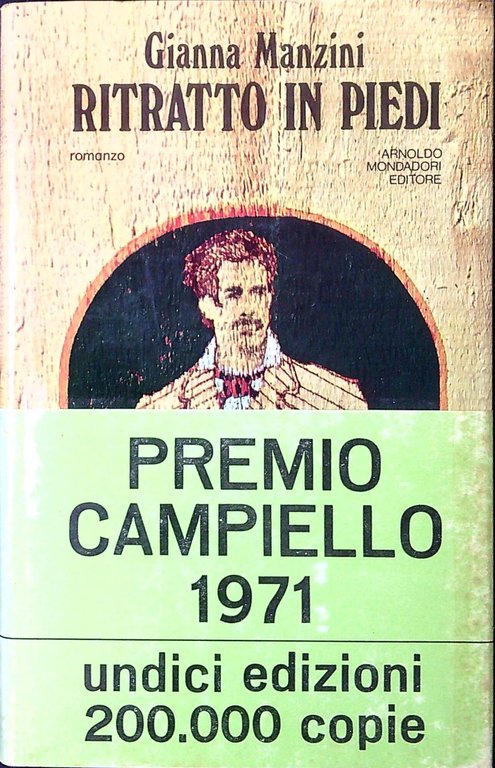 Gianna Manzini
RITRATTO IN PIEDI
romanzo
ARNOLDO
MONDADORI
EDITORE
PREMIO
CAMPIELLO
1971
undici edizioni
200.000 copie